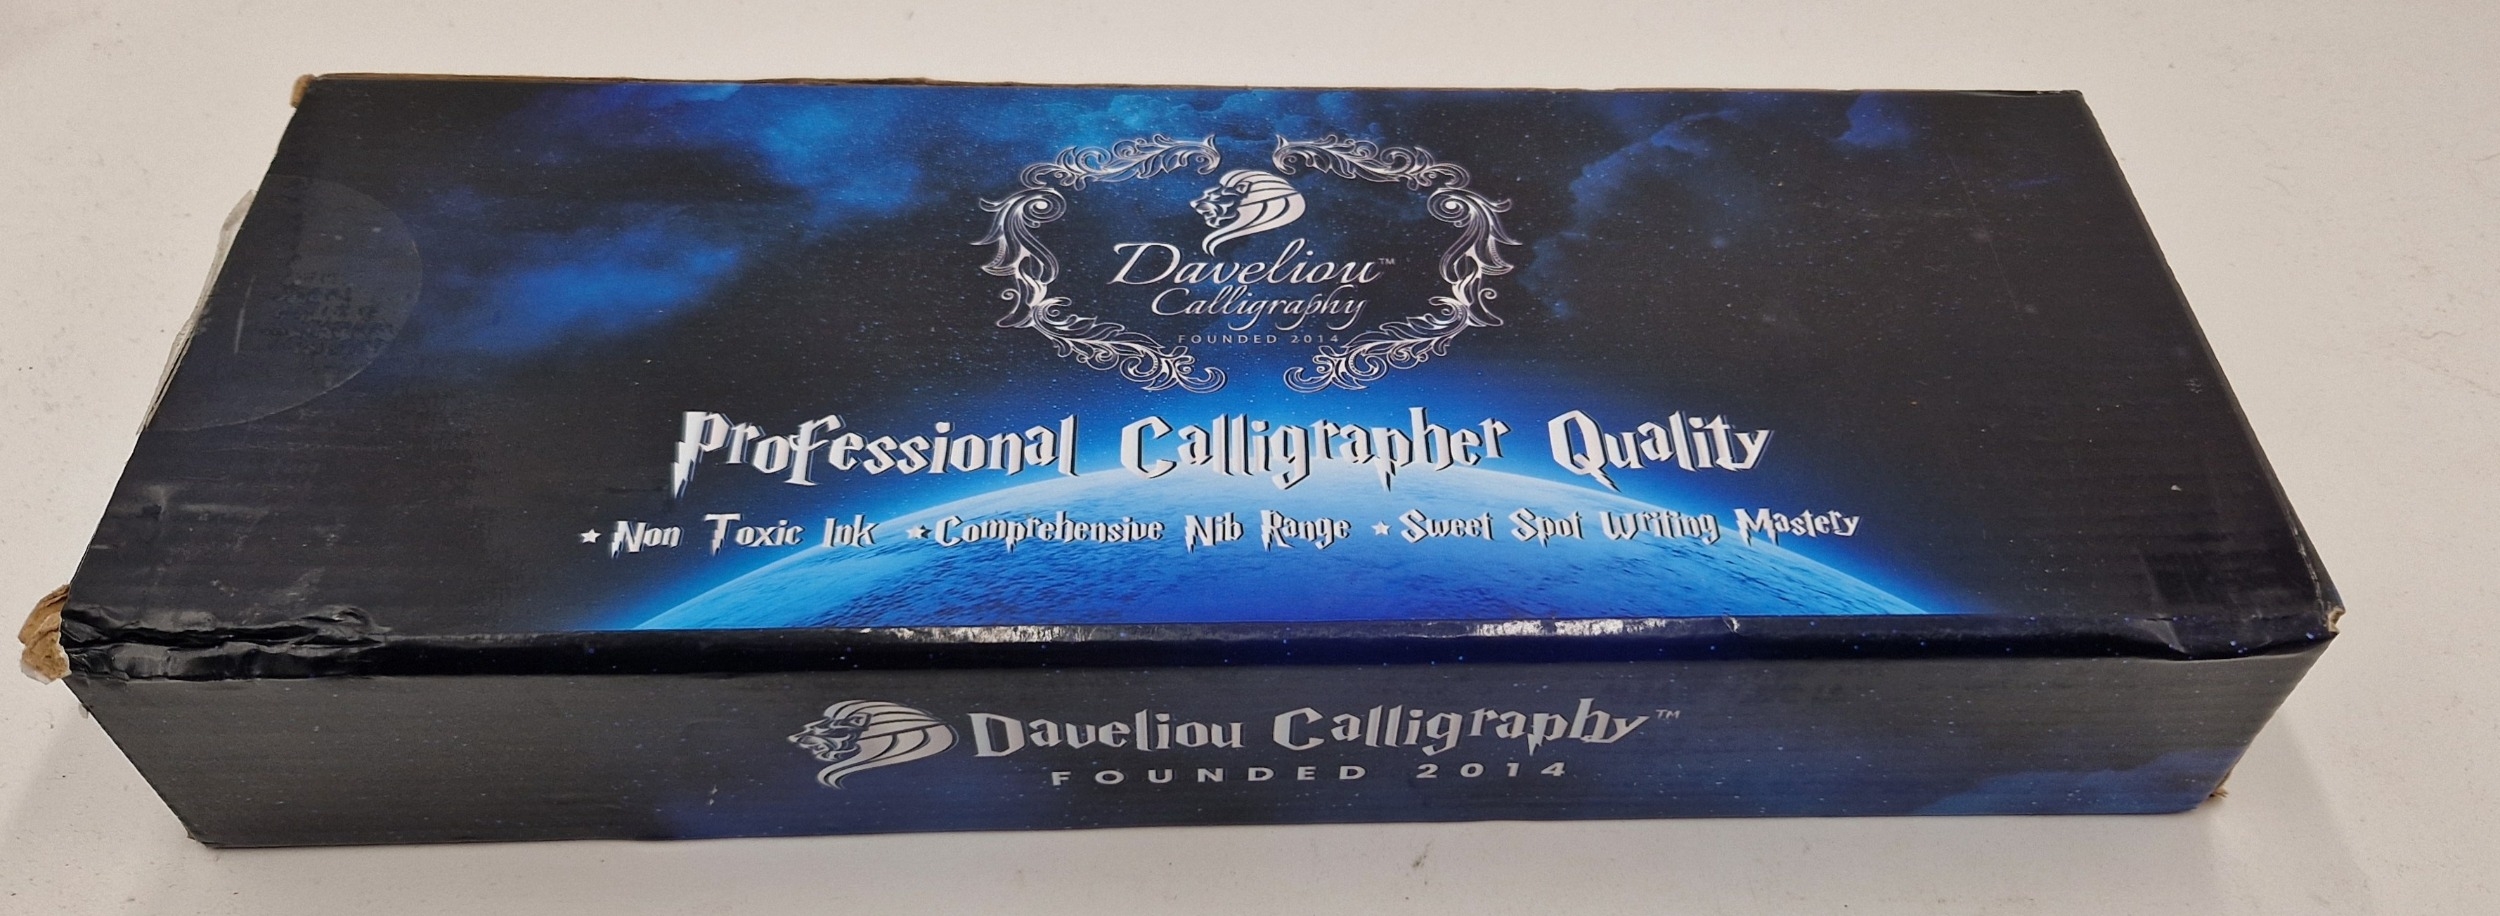 Daveliou™
Calligraphy
FOUNDED 2014
Professional Calligrapher Quality
★ Non Toxic Ink ★ Comprehensive Nib Range ★ Sweet Spot Writing Mastery
Daveliou Calligraphy™
FOUNDED 2014